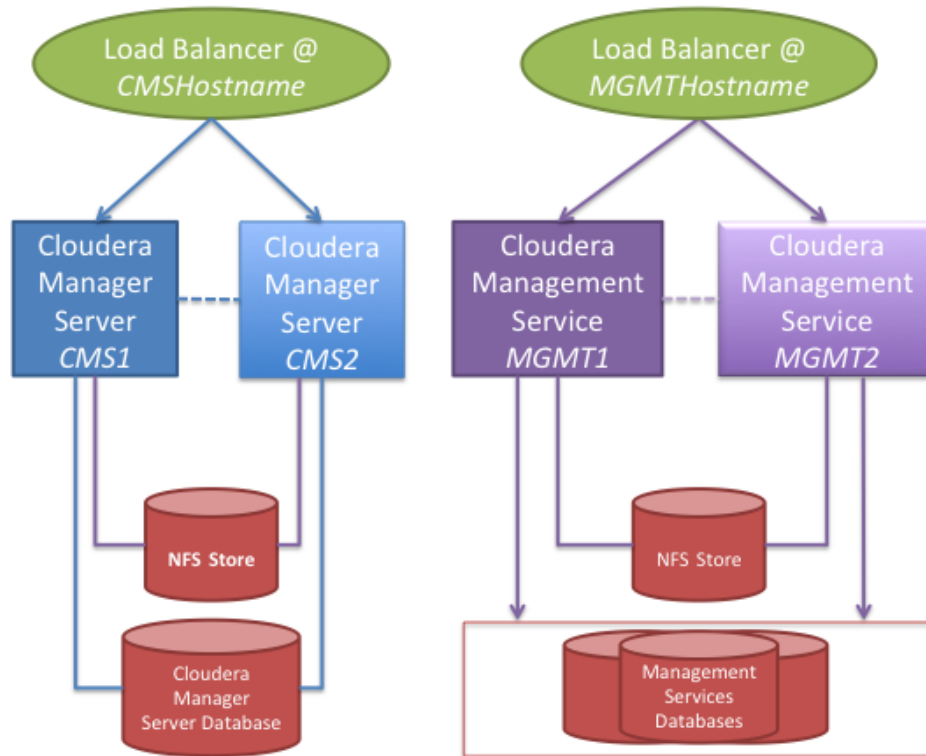 Load Balancer @
CMSHostname
Load Balancer @
MGMTHostname
Cloudera
Manager
Server
CMS1
Cloudera
Manager
Server
CMS2
Cloudera
Management
Service
MGMT1
Cloudera
Management
Service
MGMT2
NFS Store
NFS Store
Cloudera
Manager
Server Database
Management
Services
Databases